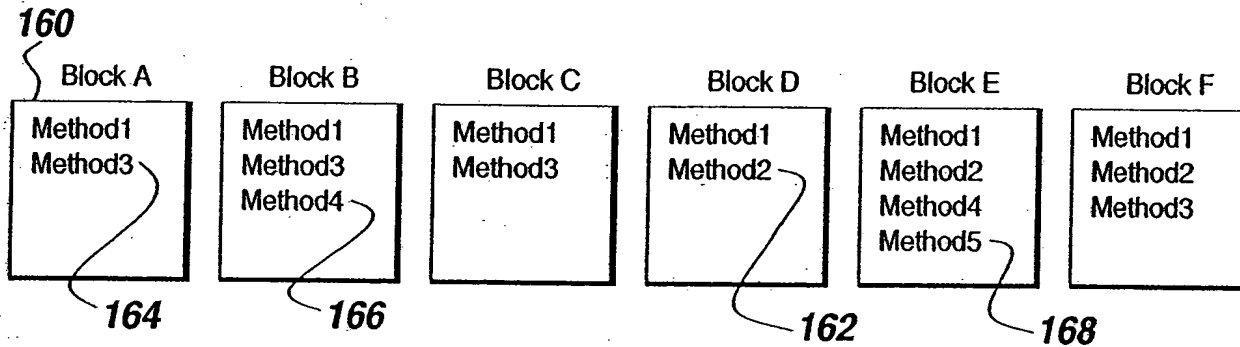 160
Block A
Block B
Block C
Block D
Block E
Block F
Method1
Method3
Method1
Method3
Method4
Method1
Method3
Method1
Method2
Method1
Method2
Method4
Method5
Method1
Method2
Method3
164
166
162
168